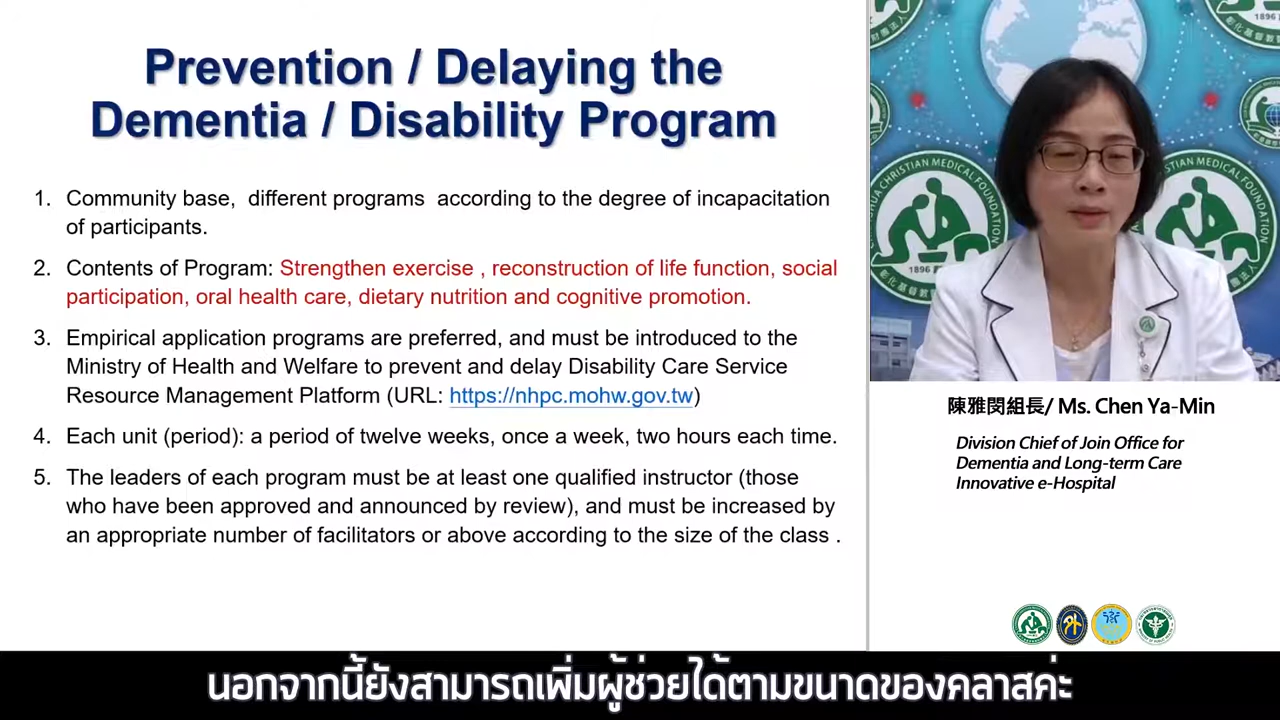 Prevention / Delaying the
Dementia / Disability Program
1. Community base, different programs according to the degree of incapacitation
of participants.
2. Contents of Program: Strengthen exercise , reconstruction of life function, social
participation, oral health care, dietary nutrition and cognitive promotion.
3. Empirical application programs are preferred, and must be introduced to the
Ministry of Health and Welfare to prevent and delay Disability Care Service
Resource Management Platform (URL: https://nhpc.mohw.gov.tw)
4. Each unit (period): a period of twelve weeks, once a week, two hours each time.
5. The leaders of each program must be at least one qualified instructor (those
who have been approved and announced by review), and must be increased by
an appropriate number of facilitators or above according to the size of the class .
1896
CHRISTIAN MEDICAL FOUNDATION
1896
陳雅閔組長/ Ms. Chen Ya-Min
Division Chief of Join Office for
Dementia and Long-term Care
Innovative e-Hospital
นอกจากนี้ยังสามารถเพิ่มผู้ช่วยได้ตามขนาดของคลาสค่ะ